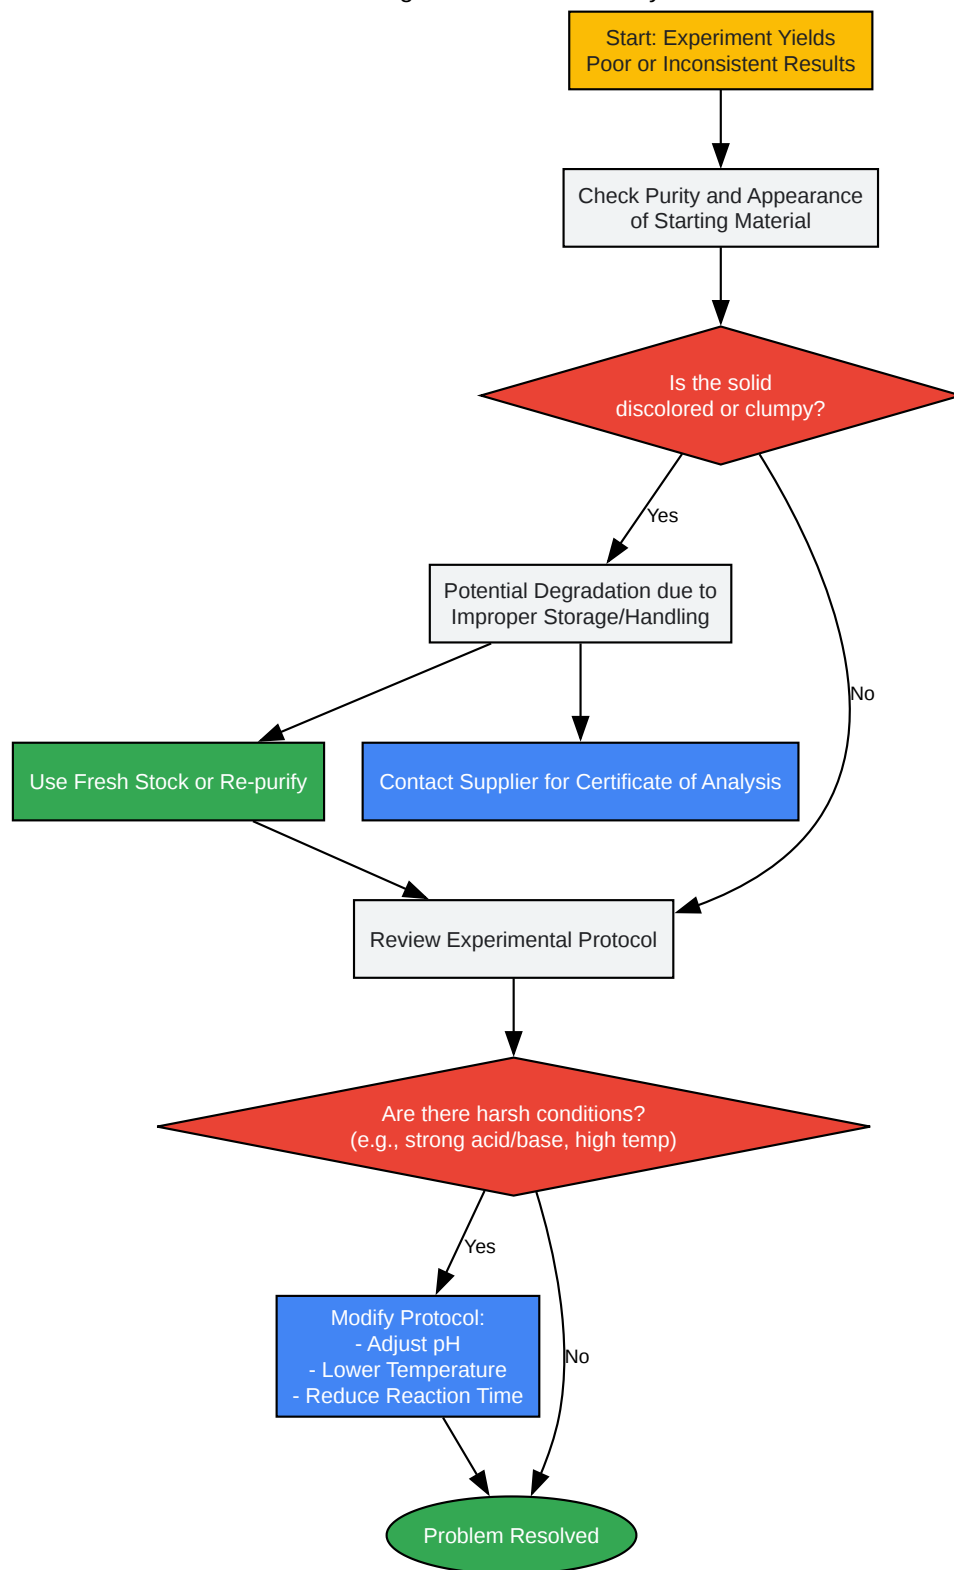 Start: Experiment Yields
Poor or Inconsistent Results
Check Purity and Appearance
of Starting Material
Is the solid
discolored or clumpy?
Yes
Potential Degradation due to
Improper Storage/Handling
No
Use Fresh Stock or Re-purify
Contact Supplier for Certificate of Analysis
Review Experimental Protocol
Are there harsh conditions?
(e.g., strong acid/base, high temp)
Yes
Modify Protocol:
- Adjust pH
- Lower Temperature
- Reduce Reaction Time
No
Problem Resolved